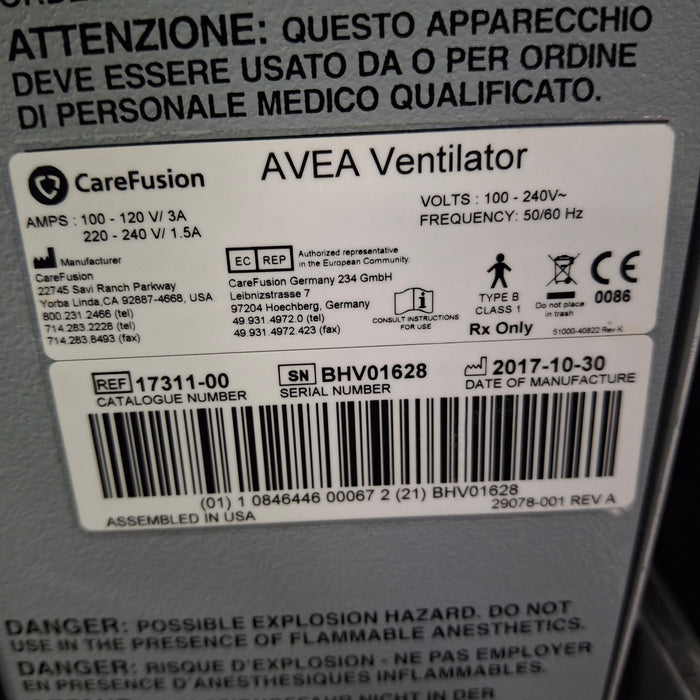 ATTENZIONE: QUESTO APPARECCHIO
DEVE ESSERE USATO DA O PER ORDINE
DI PERSONALE MEDICO QUALIFICATO.
CareFusion
AVEA Ventilator
AMPS : 100 - 120 V/ 3A
220 - 240 V/ 1.5A
VOLTS : 100 - 240V~
FREQUENCY: 50/60 Hz
Manufacturer
CareFusion
22745 Savi Ranch Parkway
Yorba Linda,CA 92887-4668, USA
800.231.2466 (tel)
714.283.2228 (tel)
714.283.8493 (fax)
EC REP
Authorized representative
in the European Community.
CareFusion Germany 234 GmbH
Leibnizstrasse 7
97204 Hoechberg, Germany
49 931.4972.0 (tel)
49.931.4972.423 (fax)
CONSULT INSTRUCTIONS
FOR USE
TYPE B
CLASS 1
Rx Only
Do not place
in trash
CE
0086
51000-40822 Rev K
REF 17311-00
CATALOGUE NUMBER
SN BHV01628
SERIAL NUMBER
2017-10-30
DATE OF MANUFACTURE
(01) 1 0846446 00067 2 (21) BHV01628
ASSEMBLED IN USA
29078-001 REV A
DANGER: POSSIBLE EXPLOSION HAZARD. DO NOT
USE IN THE PRESENCE OF FLAMMABLE ANESTHETICS.
DANGER: RISQUE D'EXPLOSION - NE PAS EMPLOYER
EN PRESENCE D'ANESTHESIQUES INFLAMMABLES.
NICHT IN DER